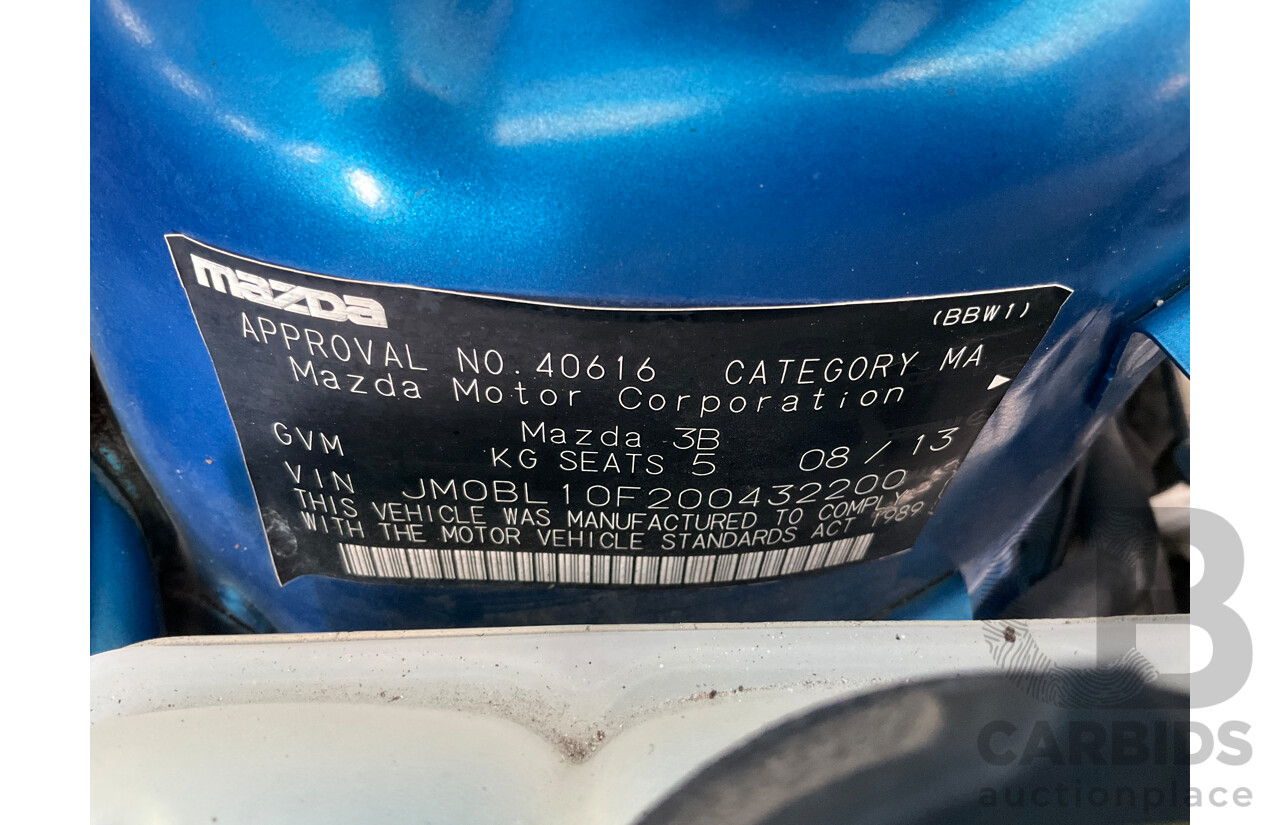 mazda
(BBW1)
APPROVAL NO. 40616 CATEGORY MA
Mazda Motor Corporation
Mazda 3B
GVM KG SEATS 5 08 / 13
VIN JM0BL10F200432200
THIS VEHICLE WAS MANUFACTURED TO COMPLY
WITH THE MOTOR VEHICLE STANDARDS ACT 1989
B
CARBIDS
auctionplace